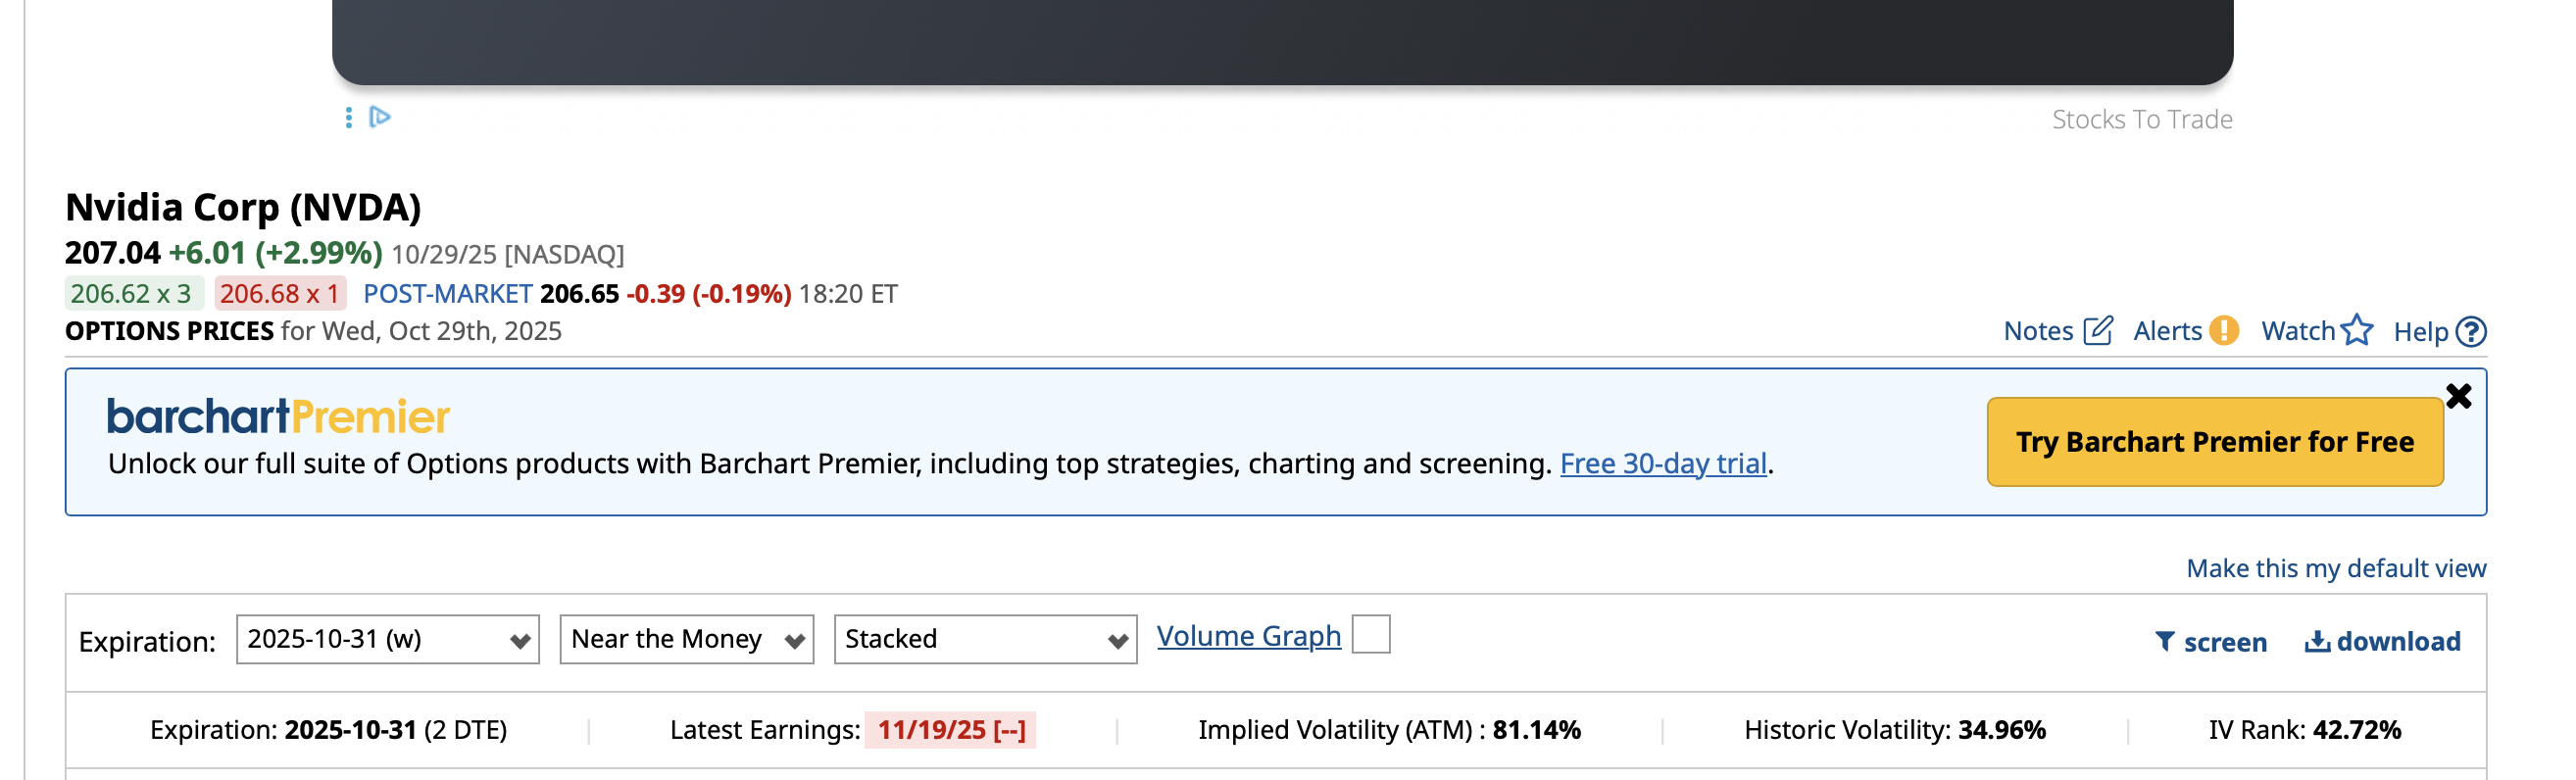 Stocks To Trade
Nvidia Corp (NVDA)
207.04 +6.01 (+2.99%) 10/29/25 [NASDAQ]
206.62 x 3 206.68 x 1 POST-MARKET 206.65 -0.39 (-0.19%) 18:20 ET
OPTIONS PRICES for Wed, Oct 29th, 2025 Notes Alerts Watch Help
barchartPremier
Unlock our full suite of Options products with Barchart Premier, including top strategies, charting and screening. Free 30-day trial.
Try Barchart Premier for Free
Make this my default view
Expiration: 2025-10-31 (w) Near the Money Stacked Volume Graph screen download
Expiration: 2025-10-31 (2 DTE) Latest Earnings: 11/19/25 [--] Implied Volatility (ATM) : 81.14% Historic Volatility: 34.96% IV Rank: 42.72%